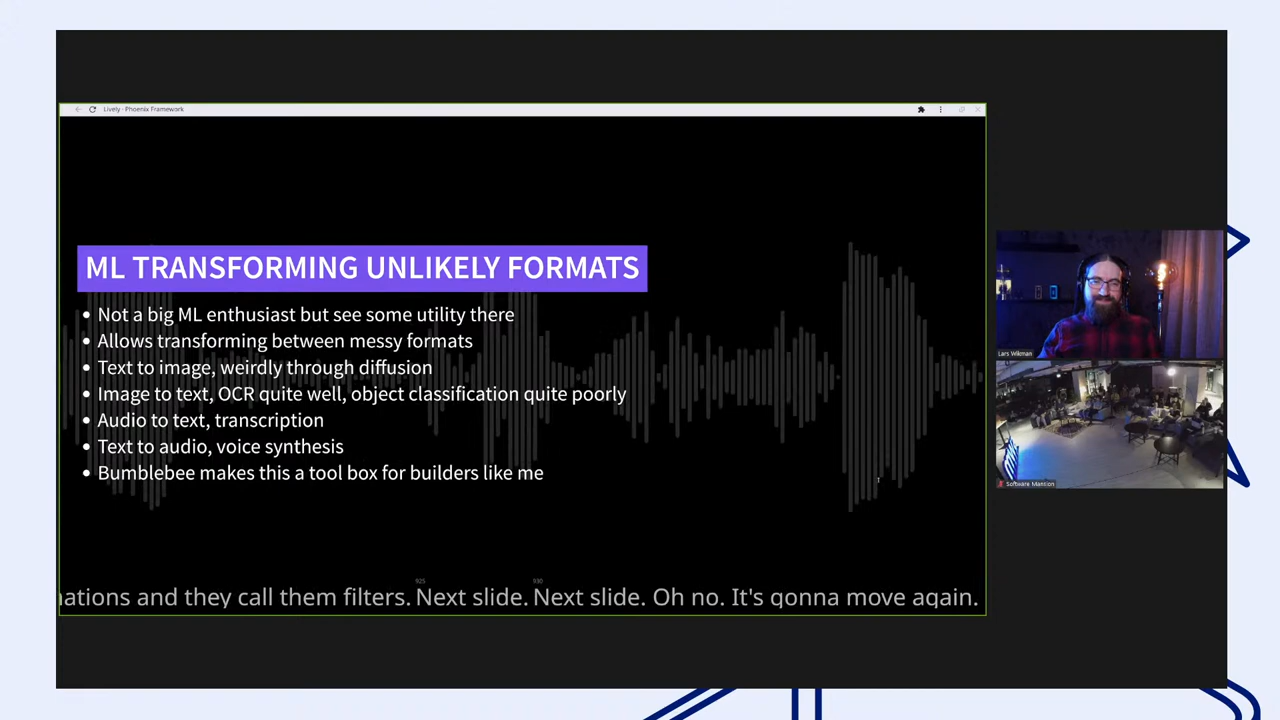 Lively · Phoenix Framework
ML TRANSFORMING UNLIKELY FORMATS
• Not a big ML enthusiast but see some utility there
• Allows transforming between messy formats
• Text to image, weirdly through diffusion
• Image to text, OCR quite well, object classification quite poorly
• Audio to text, transcription
• Text to audio, voice synthesis
• Bumblebee makes this a tool box for builders like me
925 930
ations and they call them filters. Next slide. Next slide. Oh no. It's gonna move again.
Lars Wikman
Software Mansion